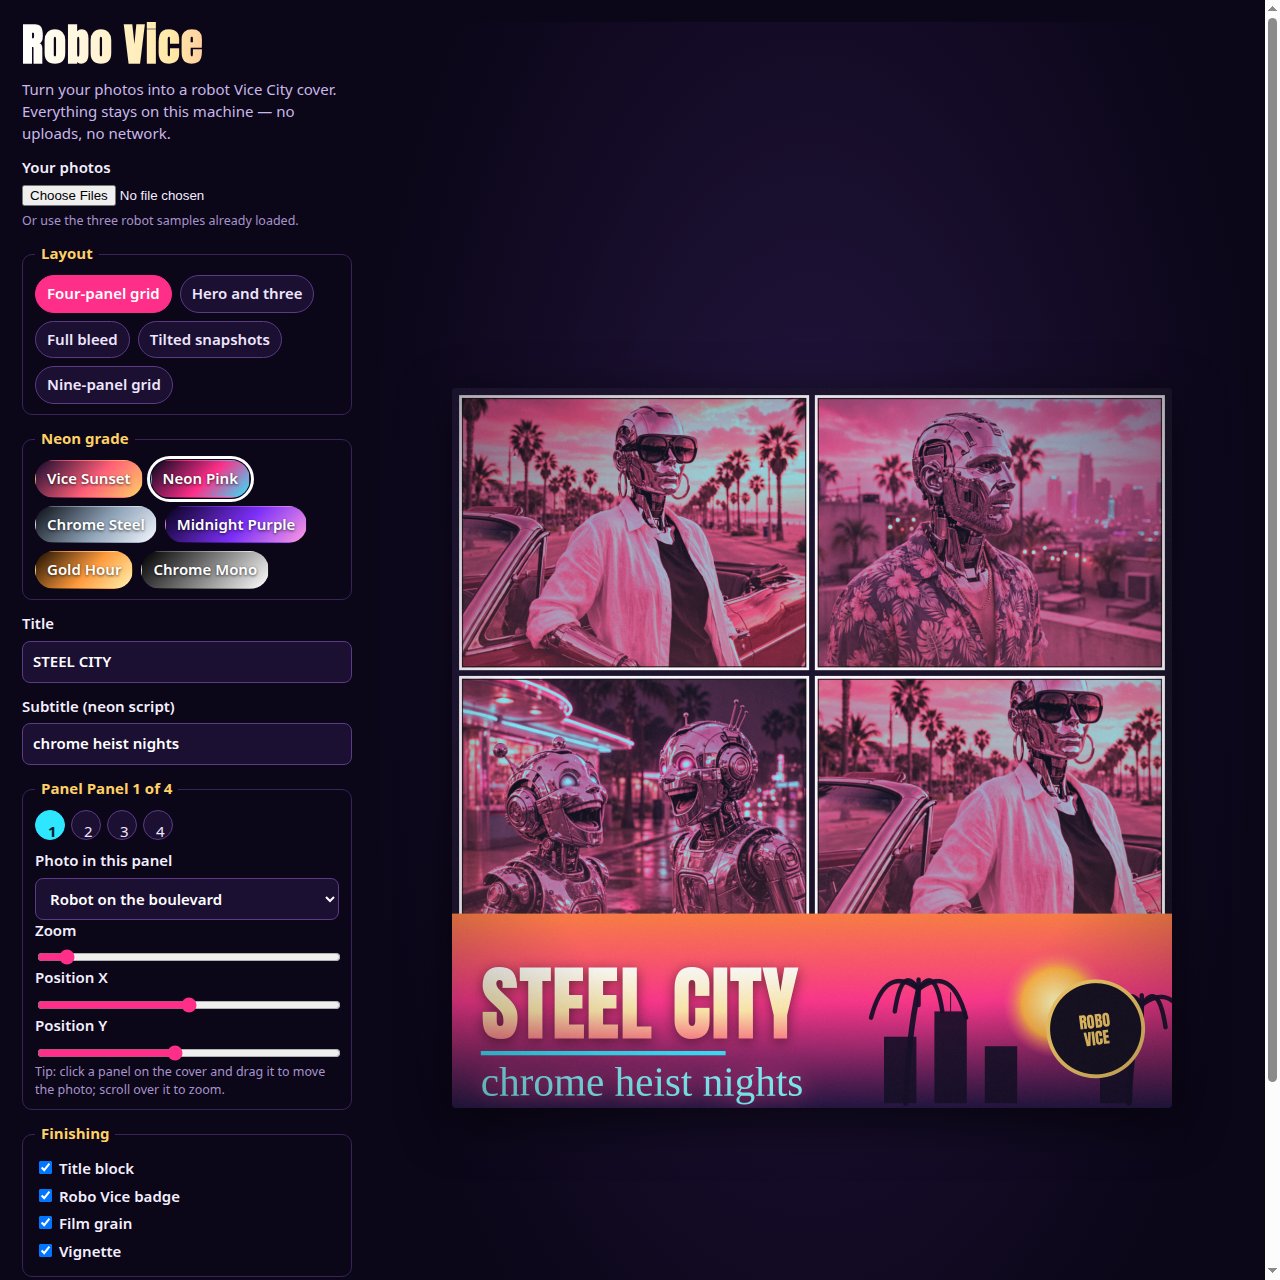 Robo Vice
Turn your photos into a robot Vice City cover.
Everything stays on this machine — no
uploads, no network.
Your photos
Choose Files No file chosen
Or use the three robot samples already loaded.
Layout
Four-panel grid
Hero and three
Full bleed
Tilted snapshots
Nine-panel grid
Neon grade
Vice Sunset
Neon Pink
Chrome Steel
Midnight Purple
Gold Hour
Chrome Mono
Title
STEEL CITY
Subtitle (neon script)
chrome heist nights
Panel Panel 1 of 4
1 2 3 4
Photo in this panel
Robot on the boulevard
Zoom
Position X
Position Y
Tip: click a panel on the cover and drag it to move
the photo; scroll over it to zoom.
Finishing
Title block
Robo Vice badge
Film grain
Vignette
STEEL CITY
chrome heist nights
ROBO
VICE